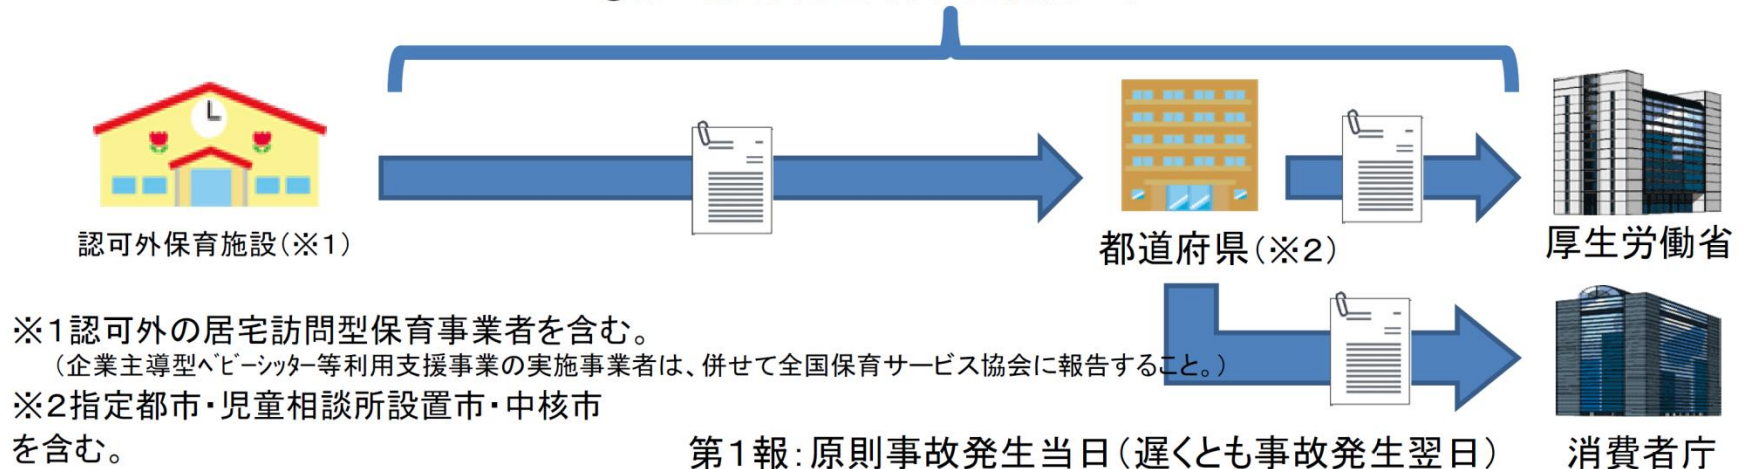 認可外保育施設(※1)
都道府県(※2)
厚生労働省
※1認可外の居宅訪問型保育事業者を含む。
(企業主導型ベビーシッター等利用支援事業の実施事業者は、併せて全国保育サービス協会に報告すること。)
※2指定都市・児童相談所設置市・中核市
を含む。
第1報:原則事故発生当日(遅くとも事故発生翌日)
消費者庁